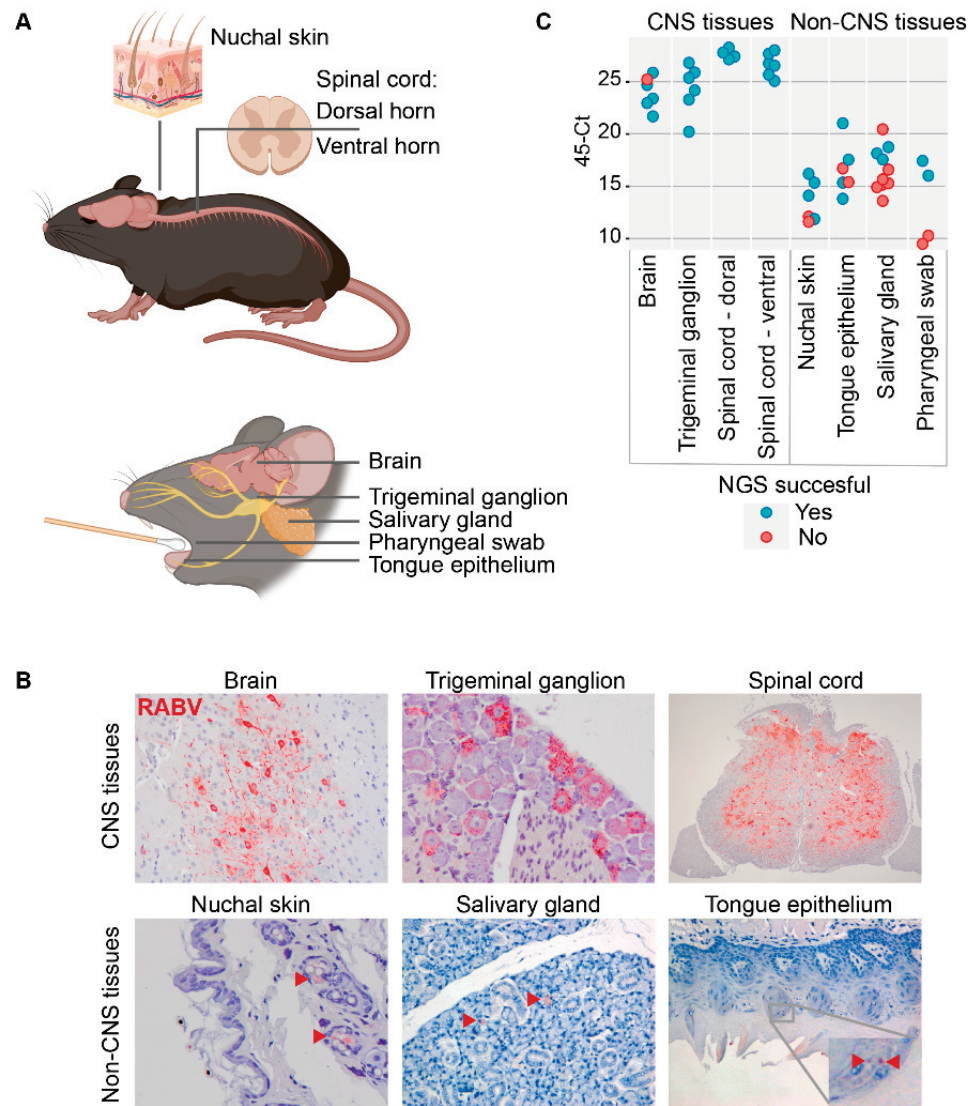 A
Nuchal skin
Spinal cord:
Dorsal horn
Ventral horn
Brain
Trigeminal ganglion
Salivary gland
Pharyngeal swab
Tongue epithelium
C
CNS tissues Non-CNS tissues
45-Ct
25
20
15
10
Brain
Trigeminal ganglion
Spinal cord - doral
Spinal cord - ventral
Nuchal skin
Tongue epithelium
Salivary gland
Pharyngeal swab
NGS succesful
Yes
No
B
Brain Trigeminal ganglion Spinal cord
CNS tissues
RABV
Nuchal skin Salivary gland Tongue epithelium
Non-CNS tissues